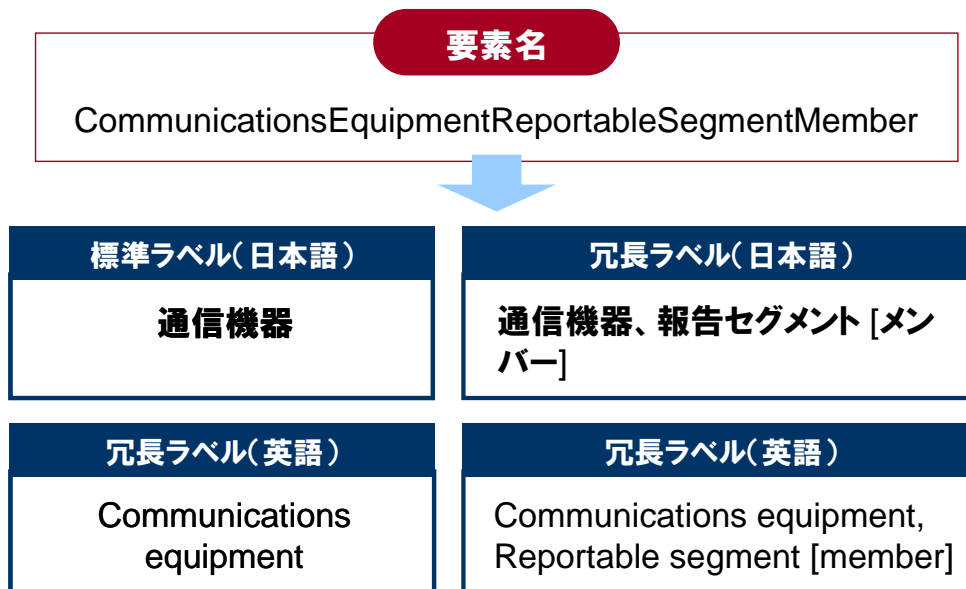 要素名
CommunicationsEquipmentReportableSegmentMember
標準ラベル(日本語)
通信機器
冗長ラベル(日本語)
通信機器、報告セグメント [メン
バー]
冗長ラベル(英語)
Communications
equipment
冗長ラベル(英語)
Communications equipment,
Reportable segment [member]